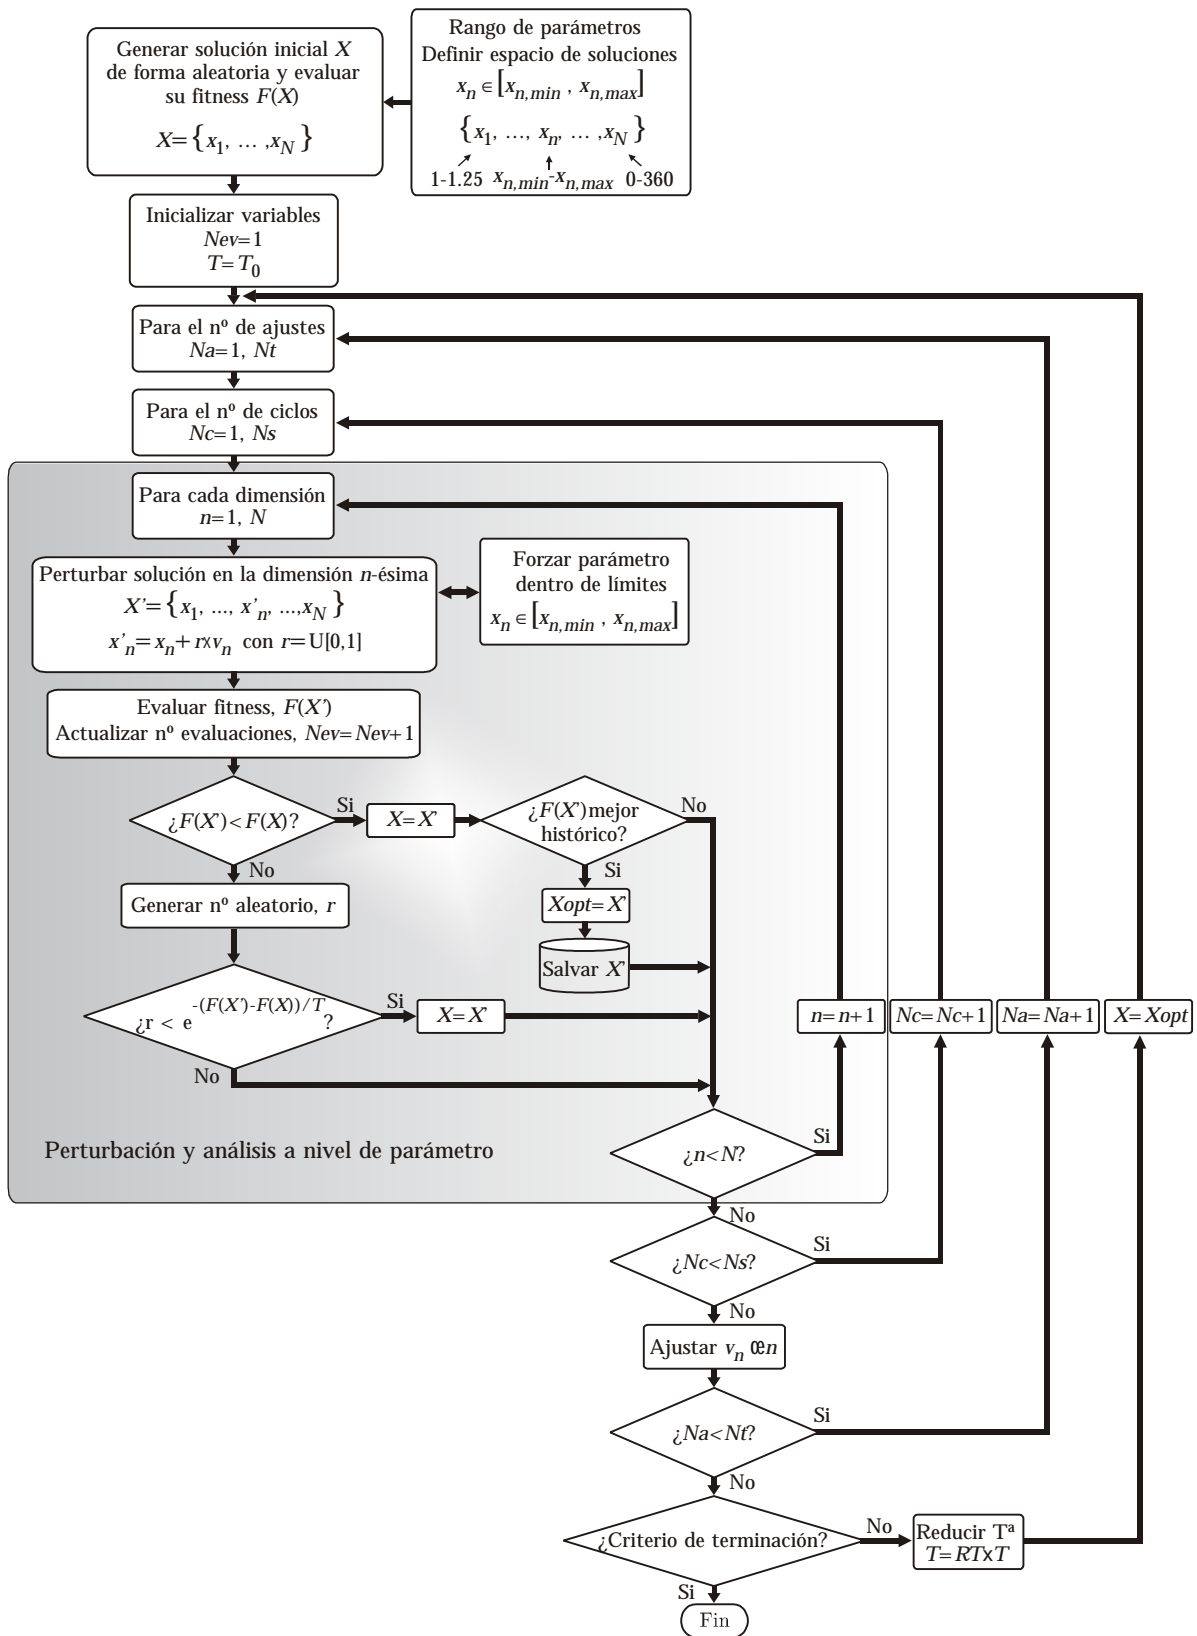 Generar solución inicial X
de forma aleatoria y evaluar
su fitness F(X)
X={x1, ... ,xN}
Rango de parámetros
Definir espacio de soluciones
xn∈[xn,min , xn,max]
{x1, ..., xn, ... ,xN}
1-1.25 xn,min-xn,max 0-360
Inicializar variables
Nev=1
T=T0
Para el nº de ajustes
Na=1, Nt
Para el nº de ciclos
Nc=1, Ns
Para cada dimensión
n=1, N
Perturbar solución en la dimensión n-ésima
X'={x1, ..., x'n, ...,xN}
x'n=xn+r×vn con r=U[0,1]
Forzar parámetro
dentro de límites
xn∈[xn,min , xn,max]
Evaluar fitness, F(X')
Actualizar nº evaluaciones, Nev=Nev+1
¿F(X')<F(X)?
Si
X=X'
¿F(X')mejor
histórico?
No
No
Si
Generar nº aleatorio, r
Xopt=X'
Salvar X'
¿r < e-(F(X')-F(X))/T?
Si
X=X'
No
n=n+1
Nc=Nc+1
Na=Na+1
X=Xopt
Perturbación y análisis a nivel de parámetro
¿n<N?
Si
No
¿Nc<Ns?
Si
No
Ajustar vn œn
¿Na<Nt?
Si
No
¿Criterio de terminación?
No
Reducir Tª
T=RT×T
Si
Fin